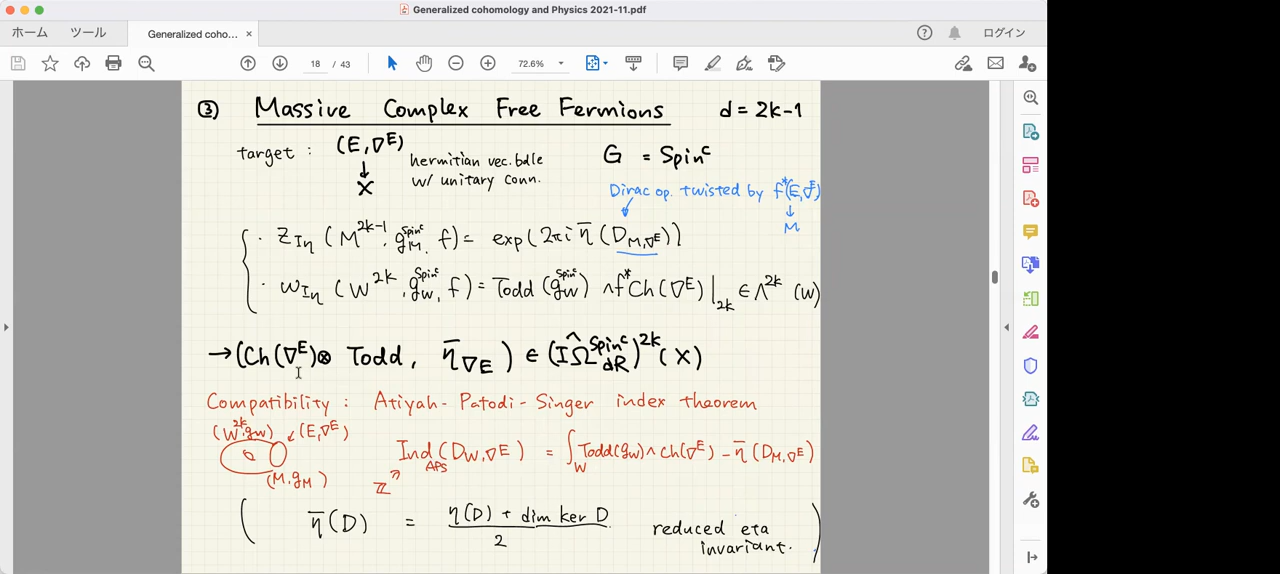 Generalized cohomology and Physics 2021-11.pdf
ホーム ツール Generalized coho... × ログイン
18 / 43 72.6%
③ Massive Complex Free Fermions d = 2k-1
target : (E, ∇^E) ↓ X hermitian vec. bdle w/ unitary conn. G = Spin^c
Dirac op. twisted by f^*(E, ∇^E) ↓ M
· Z_{In} (M^{2k-1}, g_M^{spin^c}, f) = exp(2πi η̄ (D_{M,∇^E}))
· ω_{In} (W^{2k}, g_W^{spin^c}, f) = Todd (g_W^{spin^c}) ∧ f^* Ch(∇^E) |_{2k} ∈ Λ^{2k} (W)
→ (Ch(∇^E) ⊗ Todd, η̄_{∇^E}) ∈ (\hat{IΩ}^{Spin^c}_{dR})^{2k} (X)
Compatibility : Atiyah-Patodi-Singer index theorem
(W^{2k}, g_W) (E, ∇^E)
(M, g_M)
Ind_{APS} (D_{W,∇^E}) = ∫_W Todd(g_W) ∧ ch(∇^E) - η̄ (D_{M,∇^E})
ℤ
( η̄(D) = \frac{η(D) + dim ker D}{2} reduced eta invariant. )